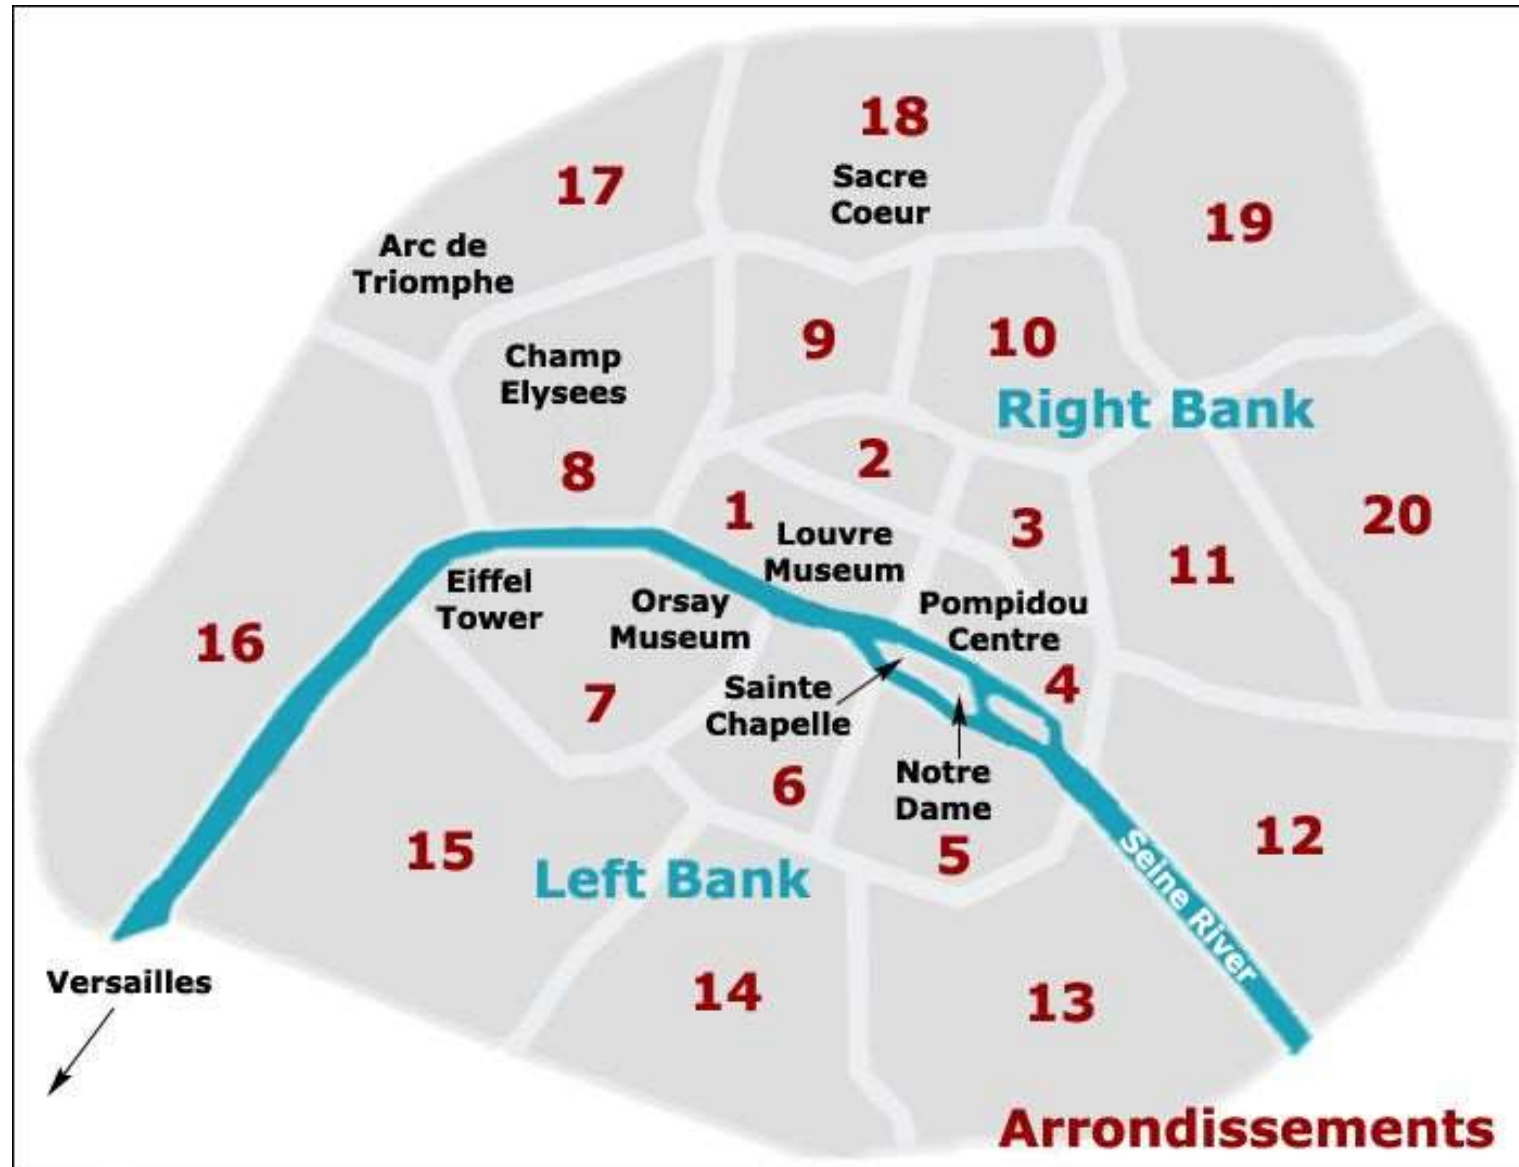 18
Sacre
Coeur
17
19
Arc de
Triomphe
9
10
Champ
Elysees
Right Bank
8
2
1
Louvre
Museum
3
20
11
Eiffel
Tower
Orsay
Museum
Pompidou
Centre
16
7
Sainte
Chapelle
4
6
Notre
Dame
5
12
15
Left Bank
Seine River
Versailles
14
13
Arrondissements